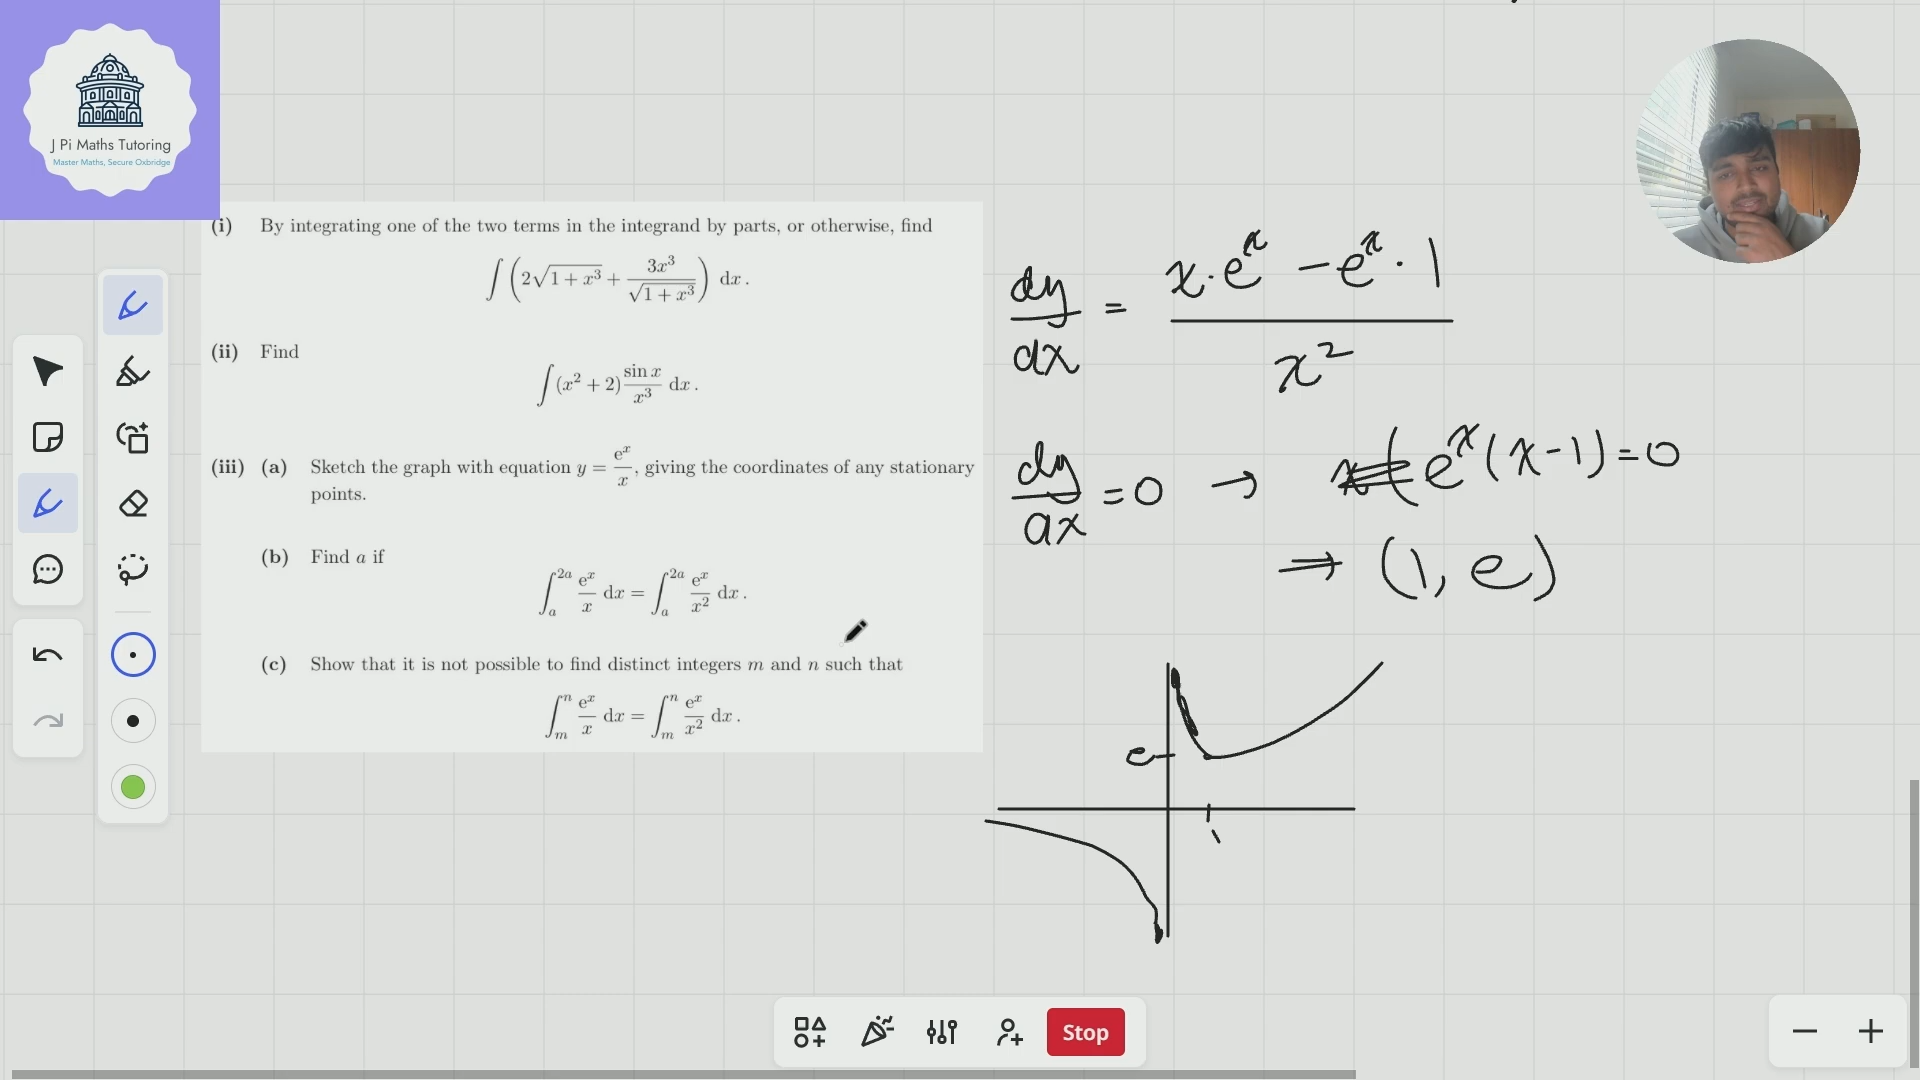 J Pi Maths Tutoring
Master Maths, Secure Oxbridge
(i) By integrating one of the two terms in the integrand by parts, or otherwise, find
∫ (2√(1 + x³) + 3x³/√(1 + x³)) dx .
(ii) Find
∫ (x² + 2) sin x/x³ dx .
(iii) (a) Sketch the graph with equation y = eˣ/x, giving the coordinates of any stationary
points.
(b) Find a if
∫ₐ²ᵃ eˣ/x dx = ∫ₐ²ᵃ eˣ/x² dx .
(c) Show that it is not possible to find distinct integers m and n such that
∫ₘⁿ eˣ/x dx = ∫ₘⁿ eˣ/x² dx .
dy/dx = (x·eˣ − eˣ·1)/x²
dy/dx = 0 → eˣ(x−1)=0
⇒ (1, e)
e
1
Stop